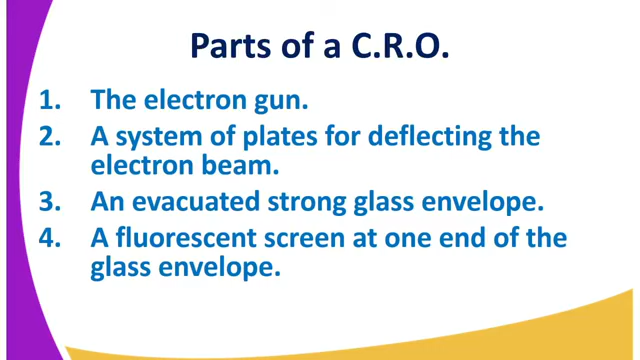 Parts of a C.R.O.
1. The electron gun.
2. A system of plates for deflecting the
electron beam.
3. An evacuated strong glass envelope.
4. A fluorescent screen at one end of the
glass envelope.